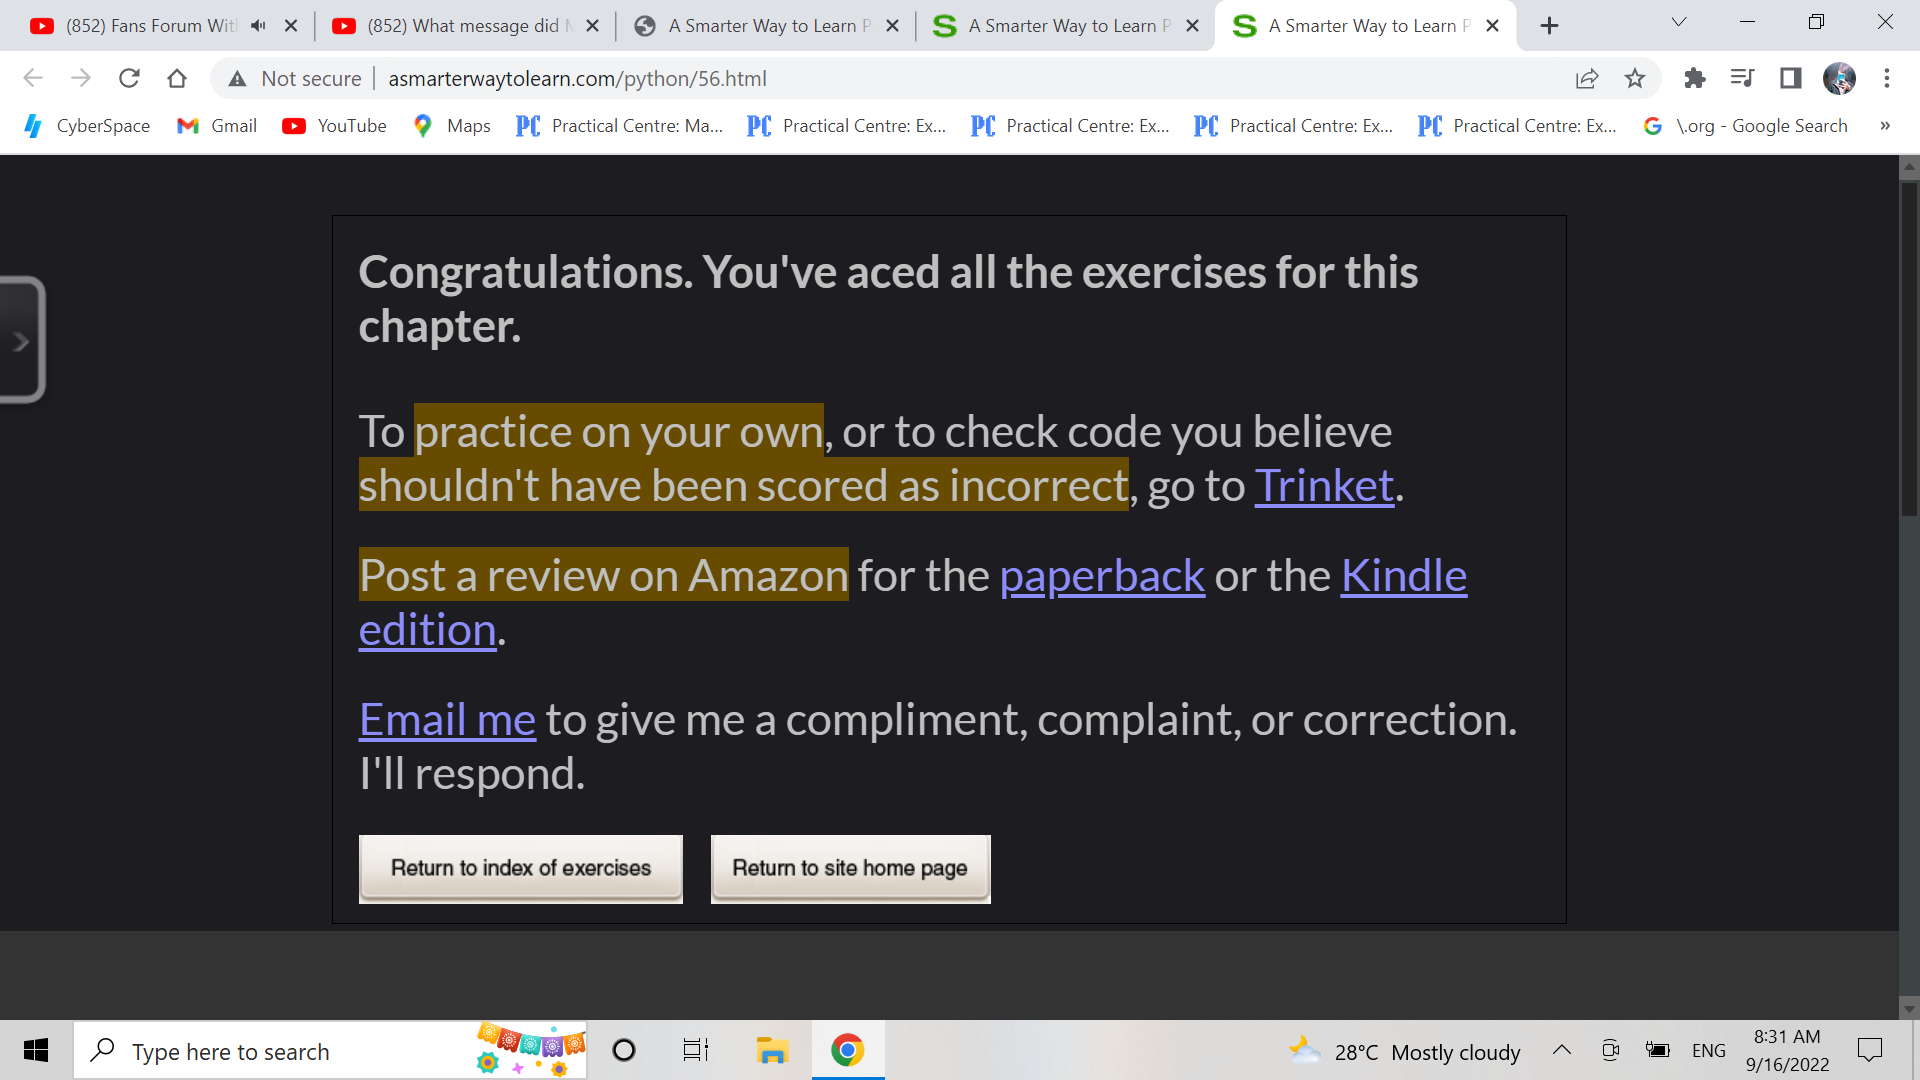 (852) Fans Forum Wit
(852) What message did
A Smarter Way to Learn P
A Smarter Way to Learn P
A Smarter Way to Learn P
Not secure
asmarterwaytolearn.com/python/56.html
CyberSpace
Gmail
YouTube
Maps
PC Practical Centre: Ma...
PC Practical Centre: Ex...
PC Practical Centre: Ex...
PC Practical Centre: Ex...
PC Practical Centre: Ex...
\.org - Google Search
»
Congratulations. You've aced all the exercises for this
chapter.
To practice on your own, or to check code you believe
shouldn't have been scored as incorrect, go to Trinket.
Post a review on Amazon for the paperback or the Kindle
edition.
Email me to give me a compliment, complaint, or correction.
I'll respond.
Return to index of exercises
Return to site home page
Type here to search
28°C Mostly cloudy
ENG
8:31 AM
9/16/2022